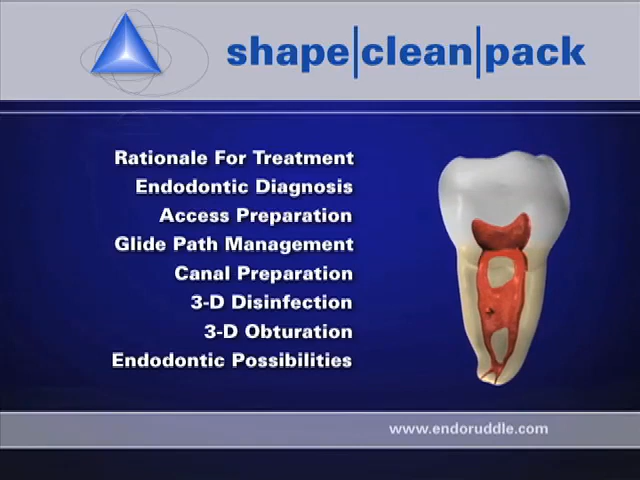 shape|clean|pack
Rationale For Treatment
Endodontic Diagnosis
Access Preparation
Glide Path Management
Canal Preparation
3-D Disinfection
3-D Obturation
Endodontic Possibilities
www.endoruddle.com